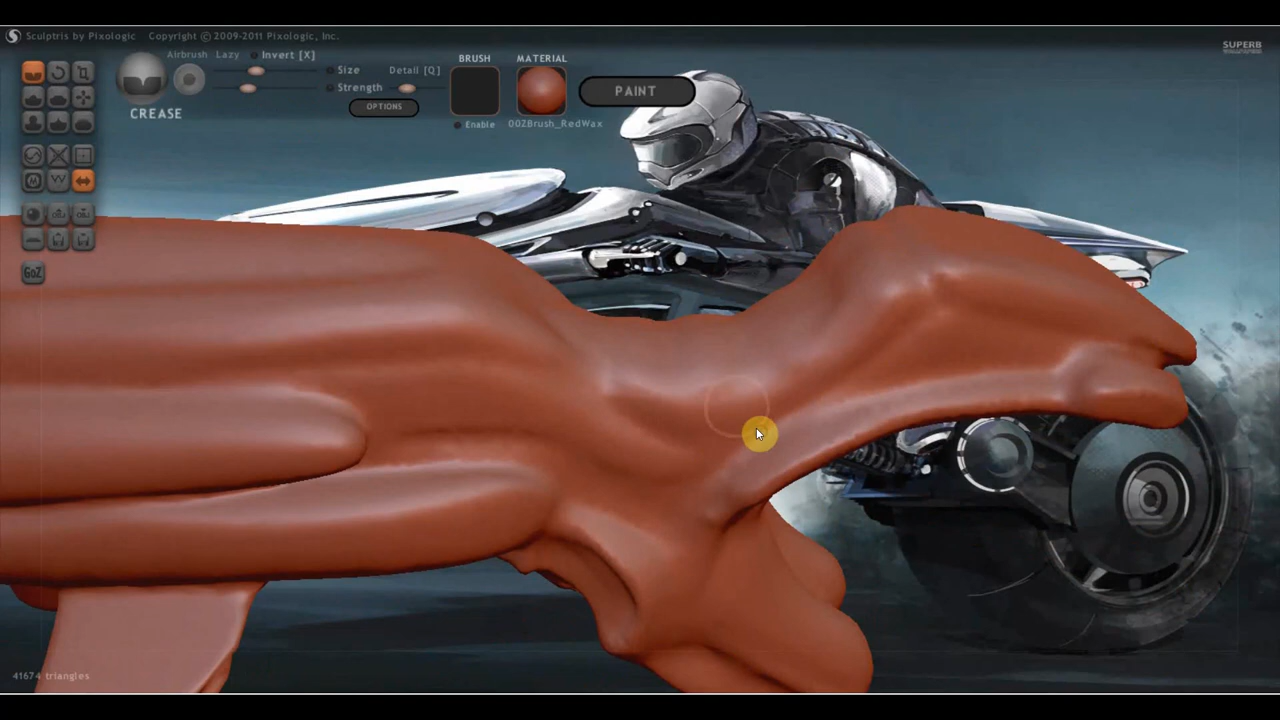 Sculptris by Pixologic Copyright © 2009-2011 Pixologic, Inc.
SUPERB
WALLPAPERS
Airbrush Lazy Invert [X]
BRUSH MATERIAL
Size Detail [Q]
Strength
PAINT
OPTIONS
CREASE
Enable 00ZBrush_RedWax
GoZ
41674 triangles